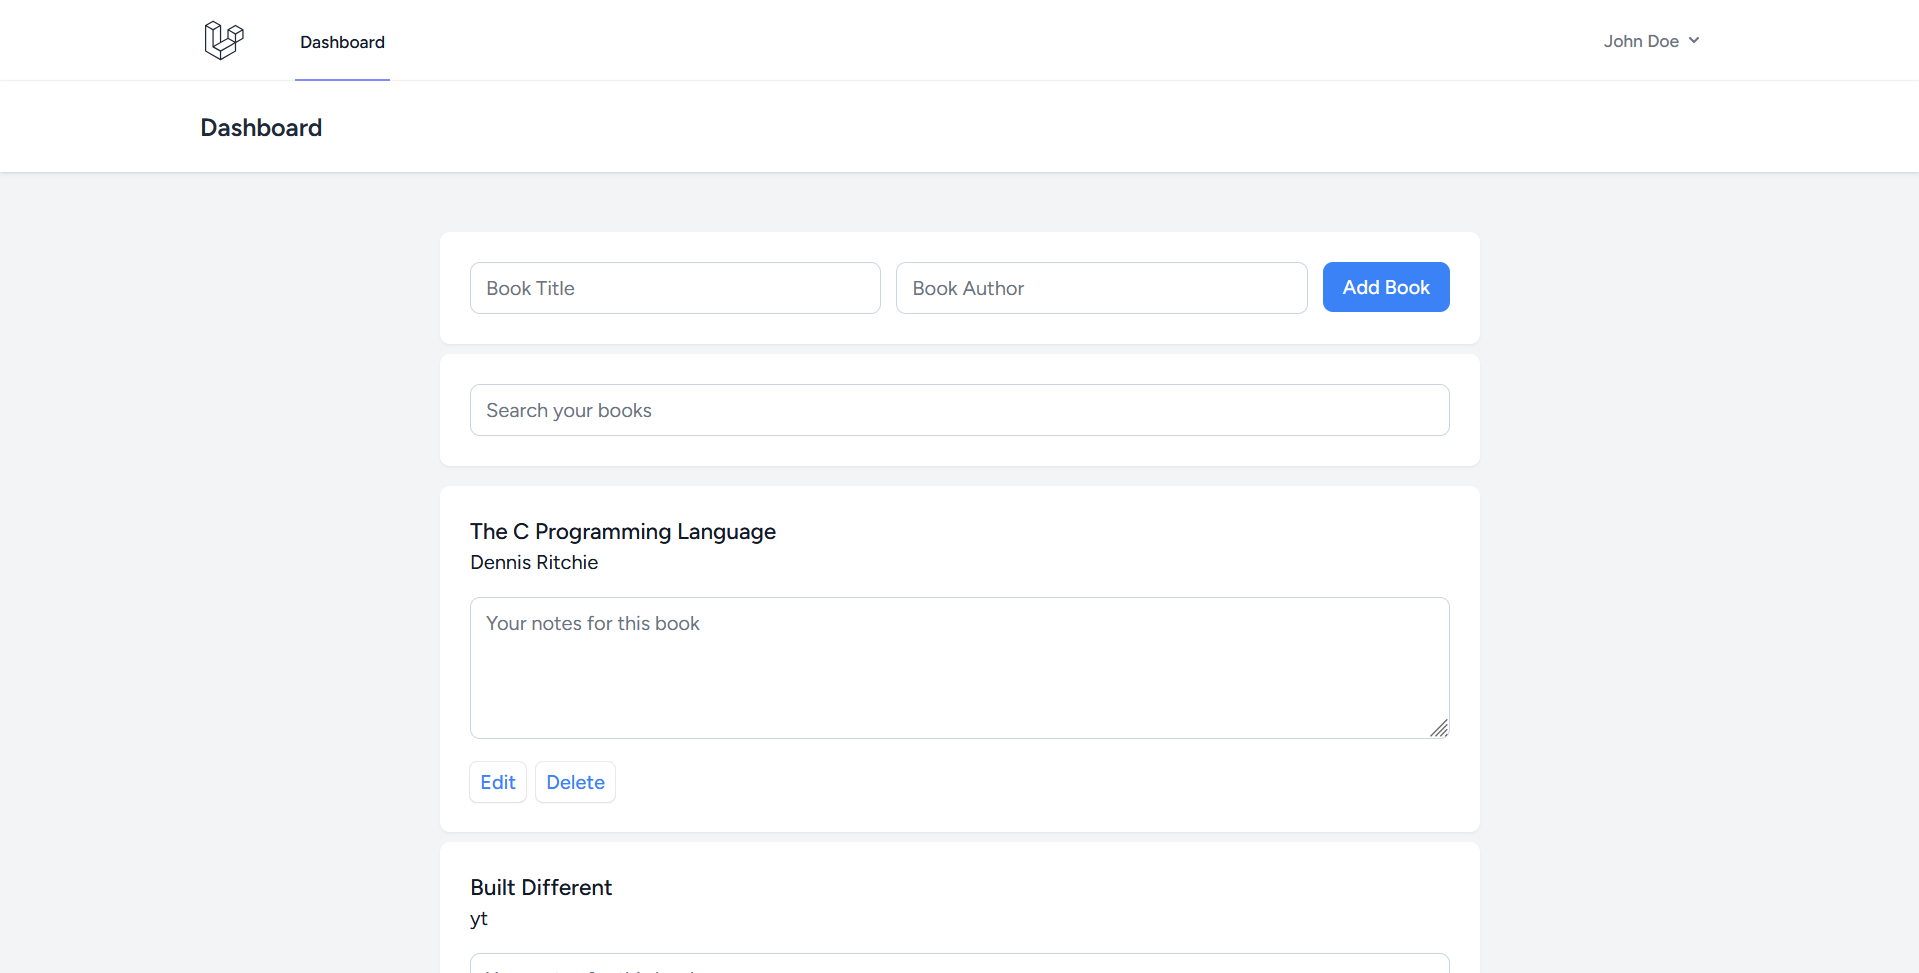 Dashboard
John Doe
Dashboard
Book Title
Book Author
Add Book
Search your books
The C Programming Language
Dennis Ritchie
Your notes for this book
Edit
Delete
Built Different
yt